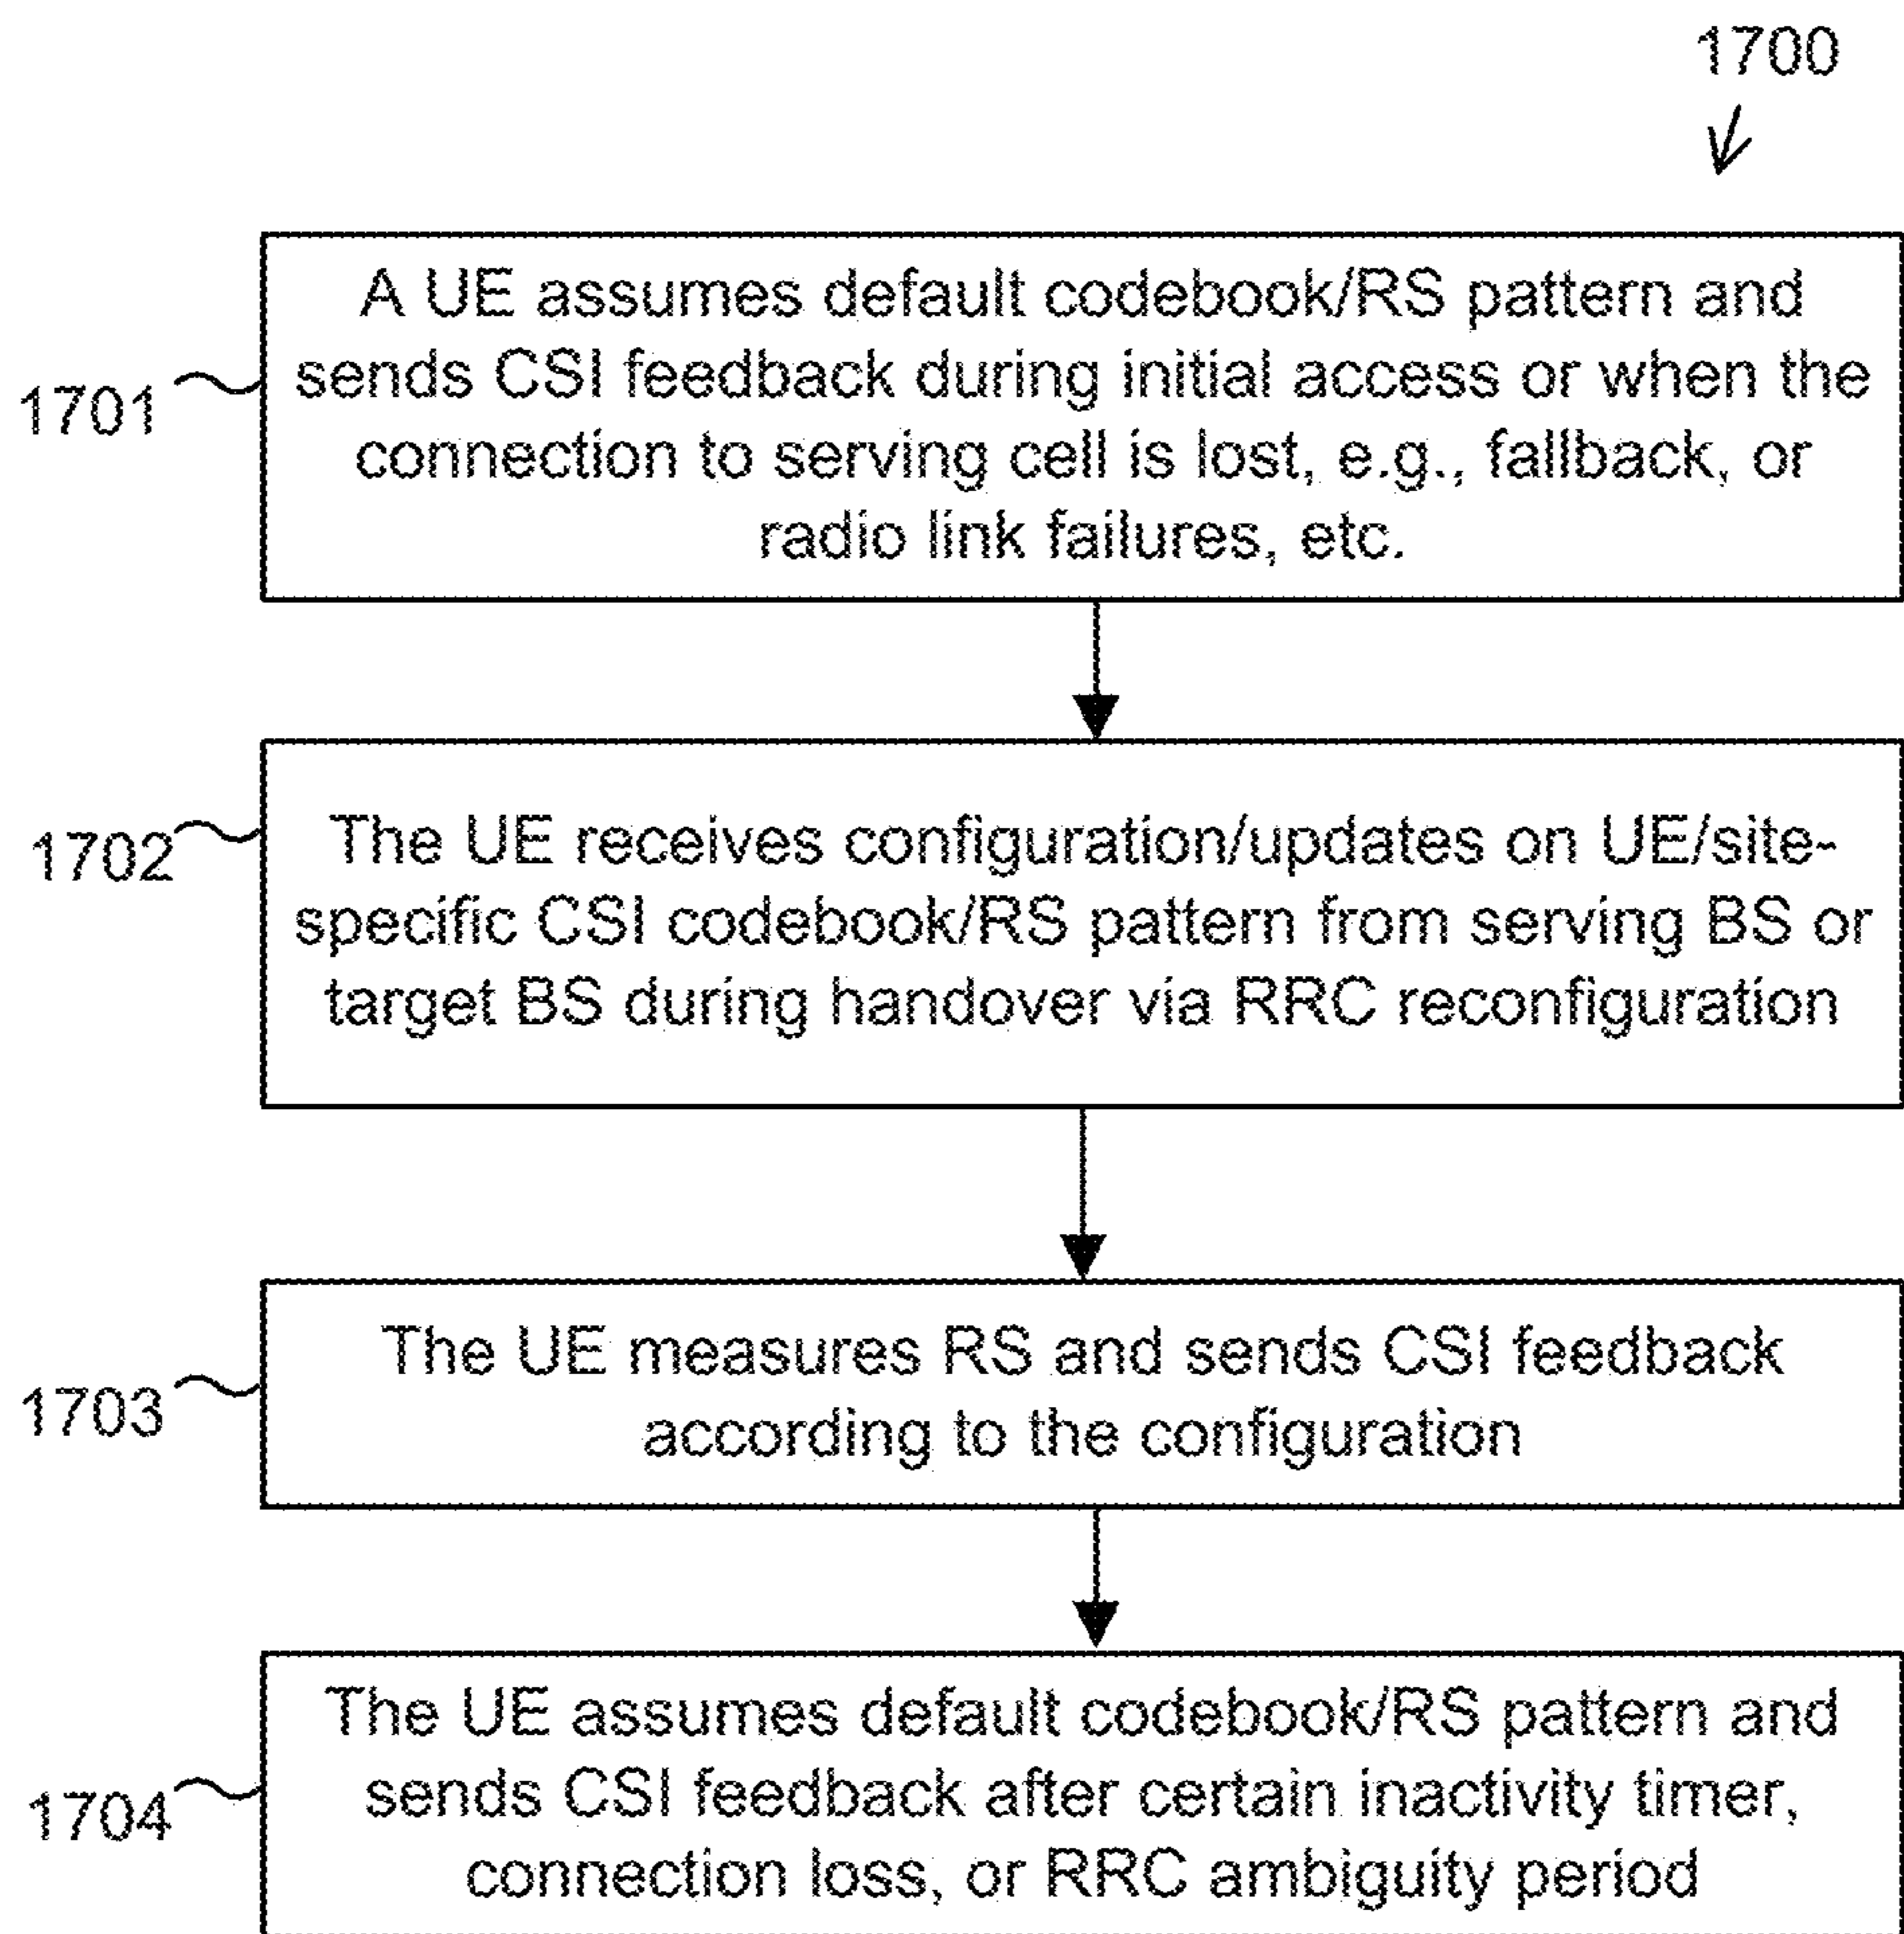 1700
A UE assumes default codebook/RS pattern and
sends CSI feedback during initial access or when the
connection to serving cell is lost, e.g., fallback, or
radio link failures, etc.
1701
The UE receives configuration/updates on UE/site-
specific CSI codebook/RS pattern from serving BS or
target BS during handover via RRC reconfiguration
1702
The UE measures RS and sends CSI feedback
according to the configuration
1703
The UE assumes default codebook/RS pattern and
sends CSI feedback after certain inactivity timer,
connection loss, or RRC ambiguity period
1704